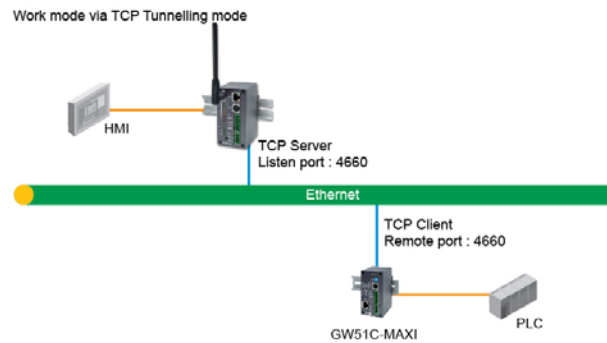 Work mode via TCP Tunnelling mode
HMI
TCP Server
Listen port : 4660
Ethernet
TCP Client
Remote port : 4660
GW51C-MAXI
PLC